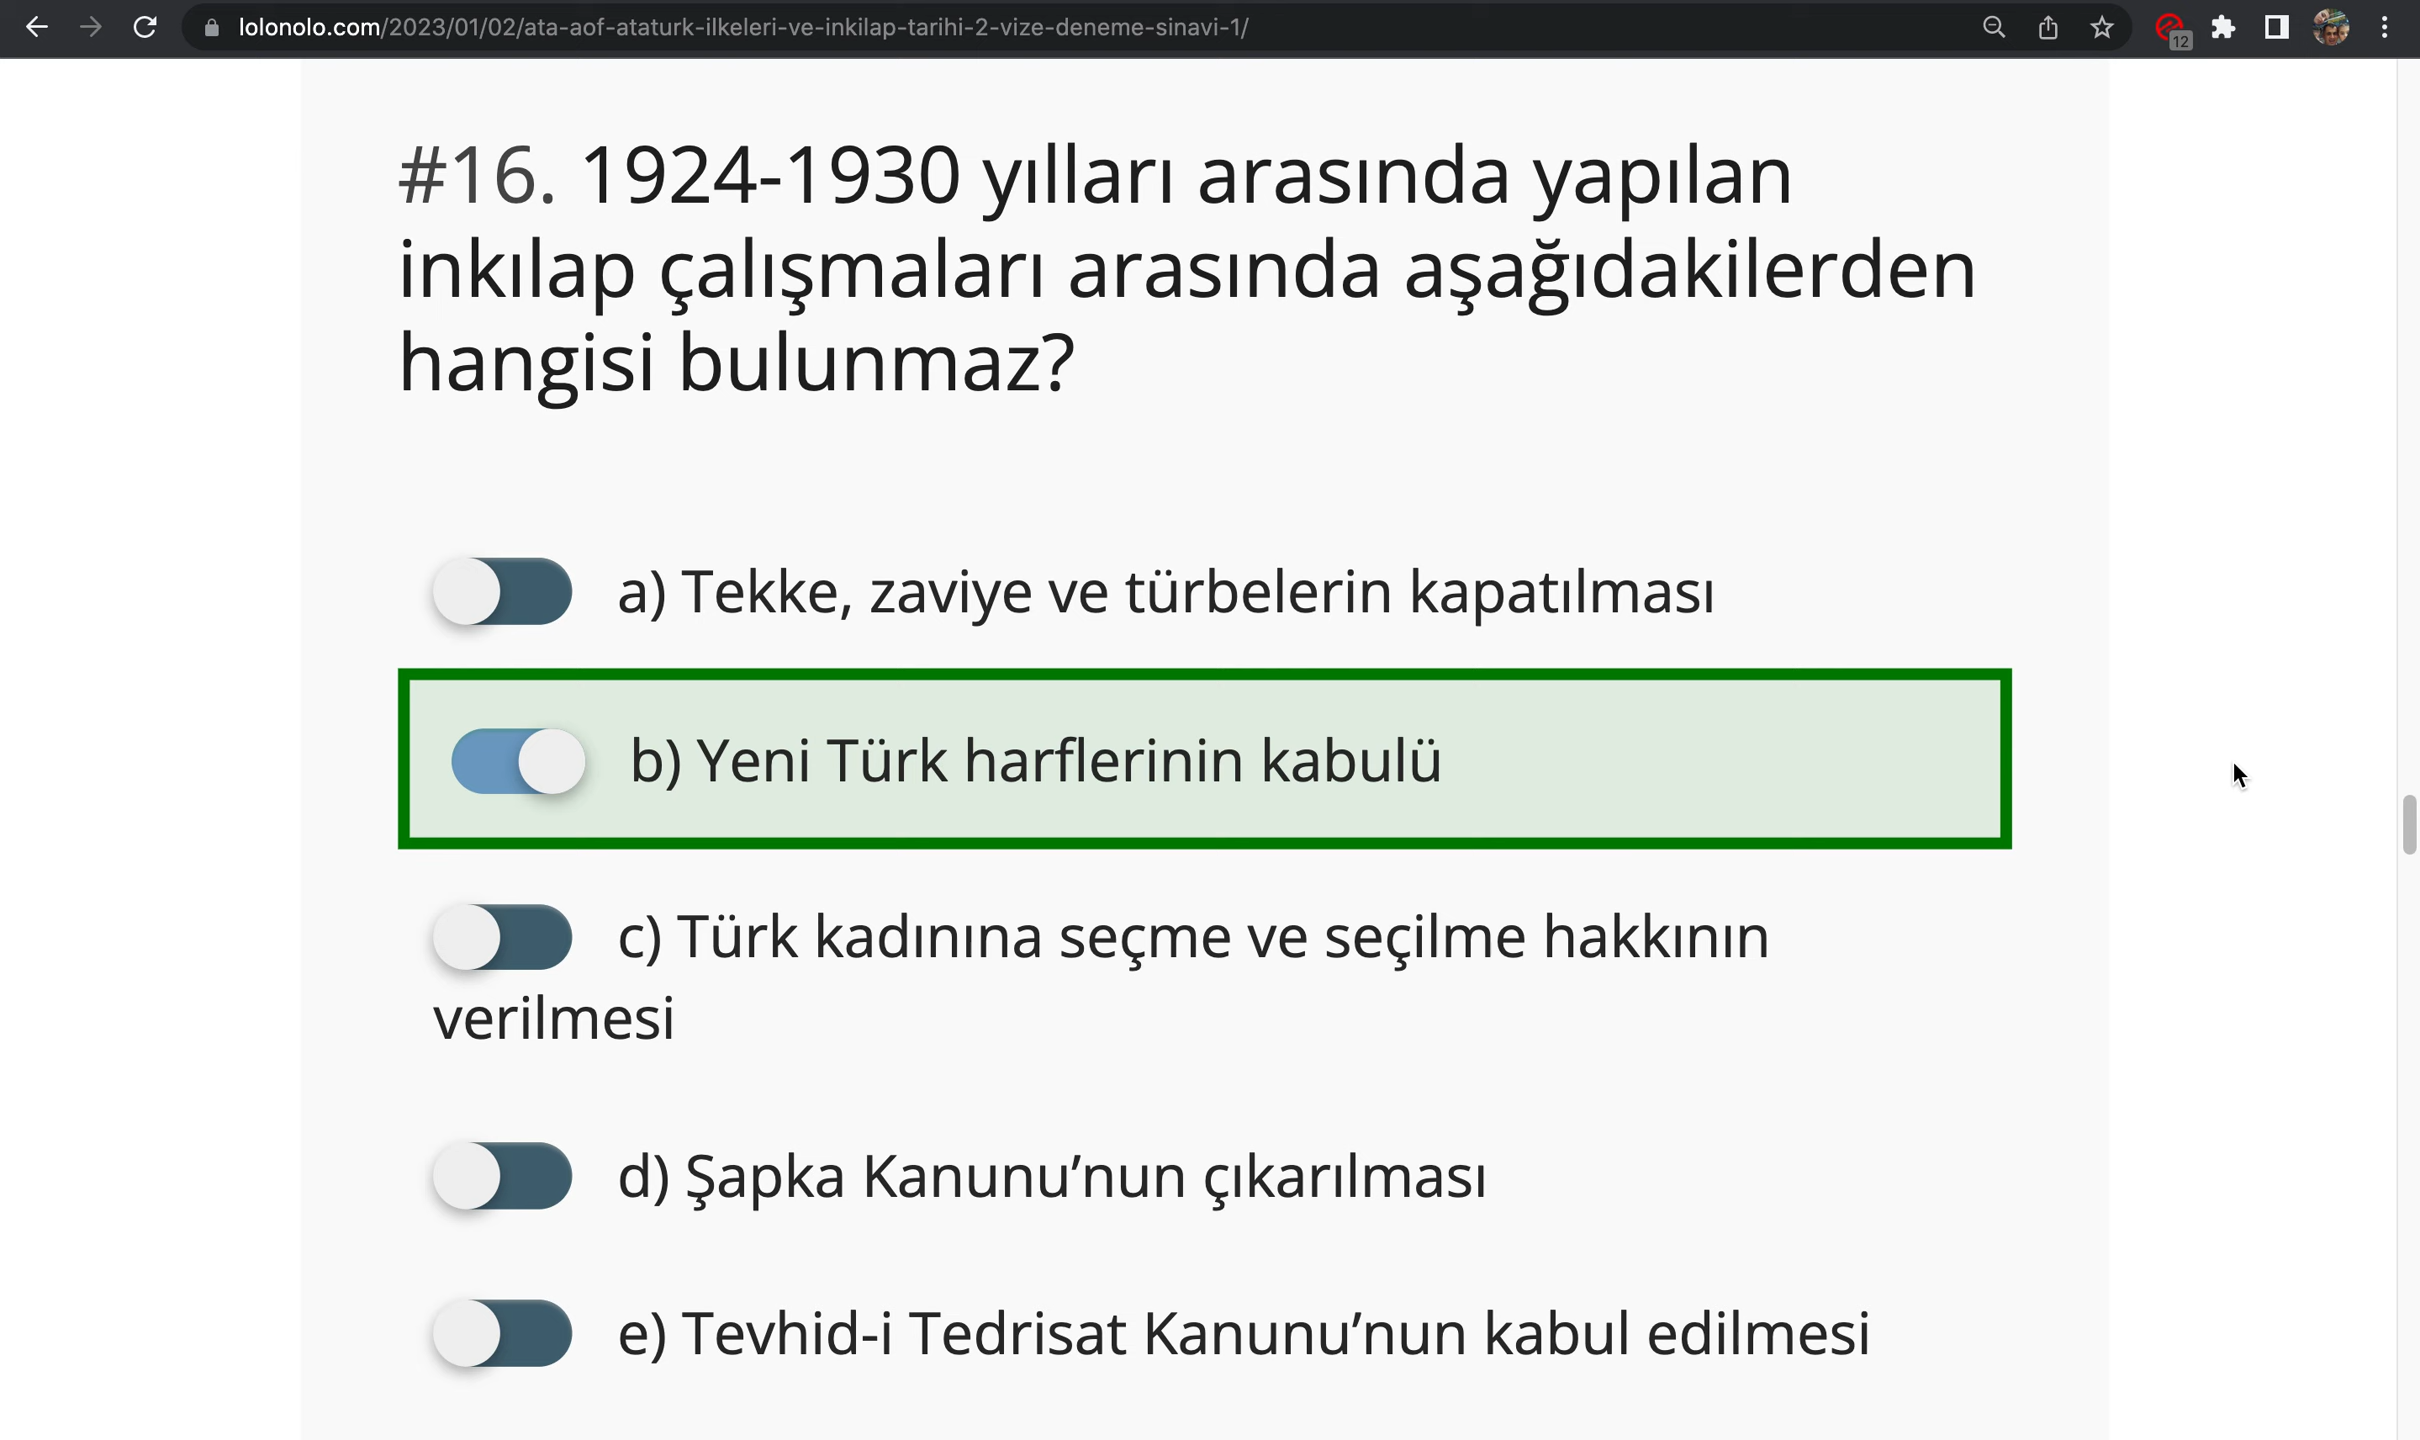 lolonolo.com/2023/01/02/ata-aof-ataturk-ilkeleri-ve-inkilap-tarihi-2-vize-deneme-sinavi-1/
12
#16. 1924-1930 yılları arasında yapılan
inkılap çalışmaları arasında aşağıdakilerden
hangisi bulunmaz?
a) Tekke, zaviye ve türbelerin kapatılması
b) Yeni Türk harflerinin kabulü
c) Türk kadınına seçme ve seçilme hakkının
verilmesi
d) Şapka Kanunu’nun çıkarılması
e) Tevhid-i Tedrisat Kanunu’nun kabul edilmesi